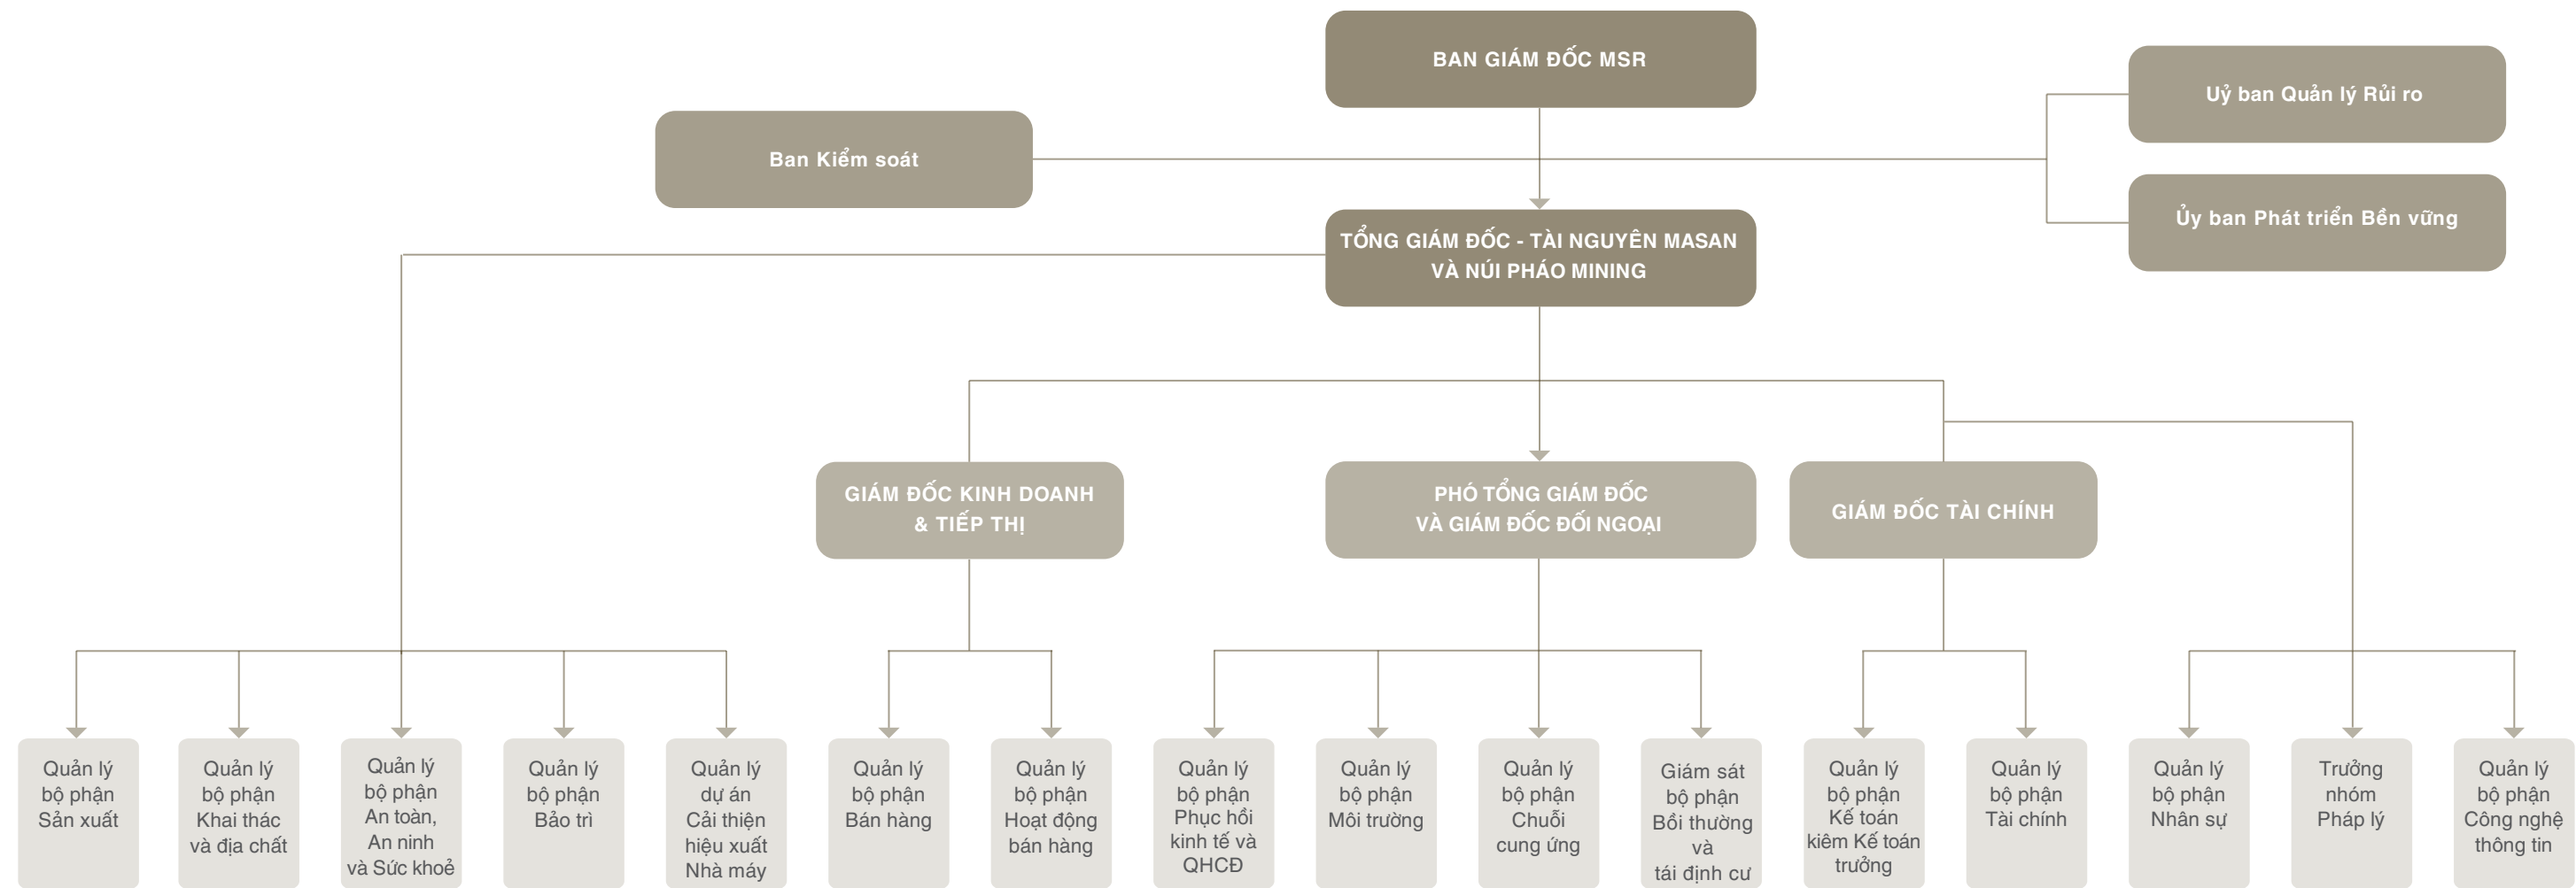 BAN GIÁM ĐỐC MSR
Uỷ ban Quản lý Rủi ro
Ban Kiểm soát
Ủy ban Phát triển Bền vững
TỔNG GIÁM ĐỐC - TÀI NGUYÊN MASAN
VÀ NÚI PHÁO MINING
GIÁM ĐỐC KINH DOANH
& TIẾP THỊ
PHÓ TỔNG GIÁM ĐỐC
VÀ GIÁM ĐỐC ĐỐI NGOẠI
GIÁM ĐỐC TÀI CHÍNH
Quản lý
bộ phận
Sản xuất
Quản lý
bộ phận
Khai thác
và địa chất
Quản lý
bộ phận
An toàn,
An ninh
và Sức khoẻ
Quản lý
bộ phận
Bảo trì
Quản lý
dự án
Cải thiện
hiệu xuất
Nhà máy
Quản lý
bộ phận
Bán hàng
Quản lý
bộ phận
Hoạt động
bán hàng
Quản lý
bộ phận
Phục hồi
kinh tế và
QHCĐ
Quản lý
bộ phận
Môi trường
Quản lý
bộ phận
Chuỗi
cung ứng
Giám sát
bộ phận
Bồi thường
và
tái định cư
Quản lý
bộ phận
Kế toán
kiêm Kế toán
trưởng
Quản lý
bộ phận
Tài chính
Quản lý
bộ phận
Nhân sự
Trưởng
nhóm
Pháp lý
Quản lý
bộ phận
Công nghệ
thông tin